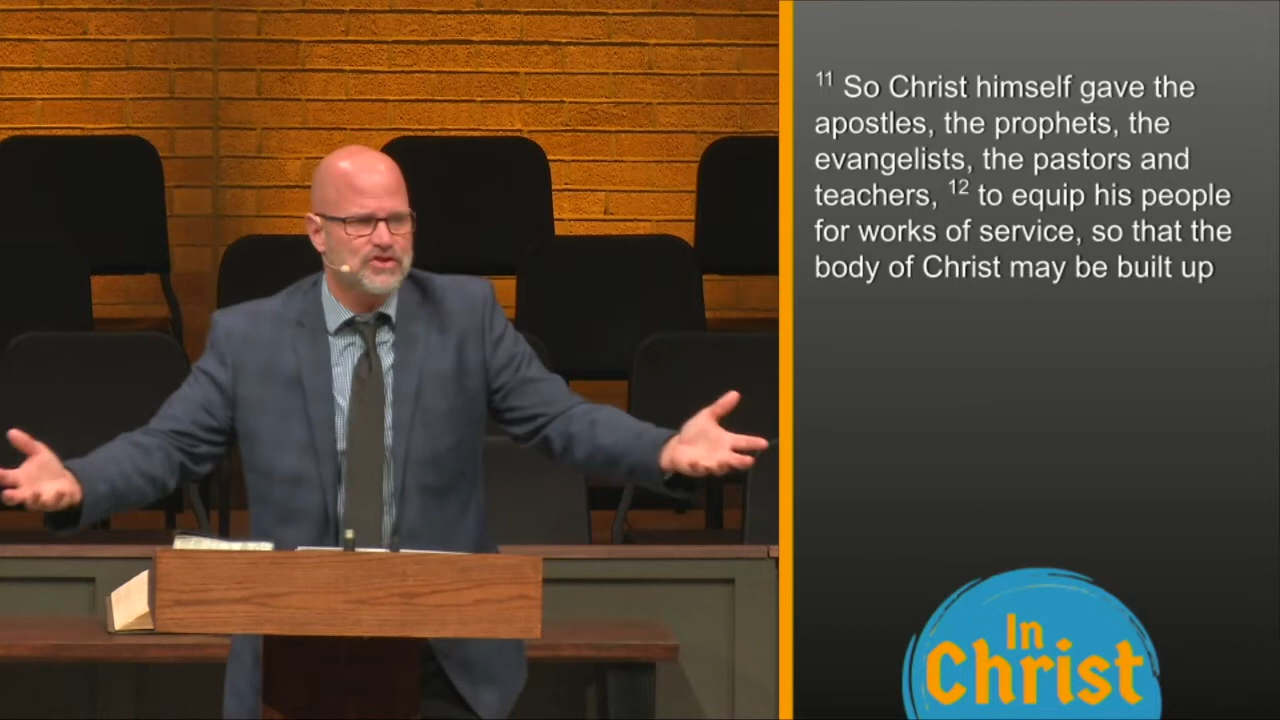 11 So Christ himself gave the
apostles, the prophets, the
evangelists, the pastors and
teachers, 12 to equip his people
for works of service, so that the
body of Christ may be built up
In
Christ